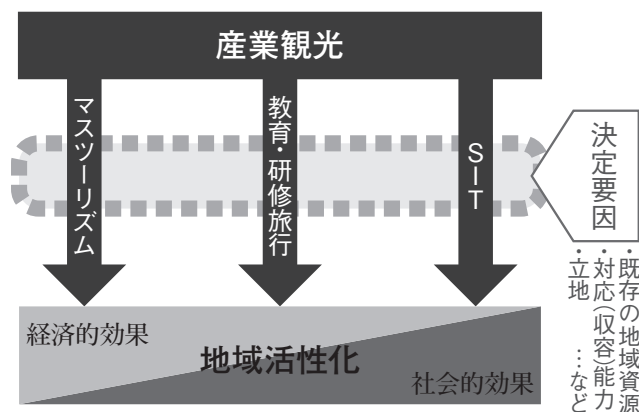 産業観光
マスツーリズム
教育・研修旅行
SIT
決定要因
・既存の地域資源
・対応(収容)能力
・立地　…など
経済的効果
地域活性化
社会的効果